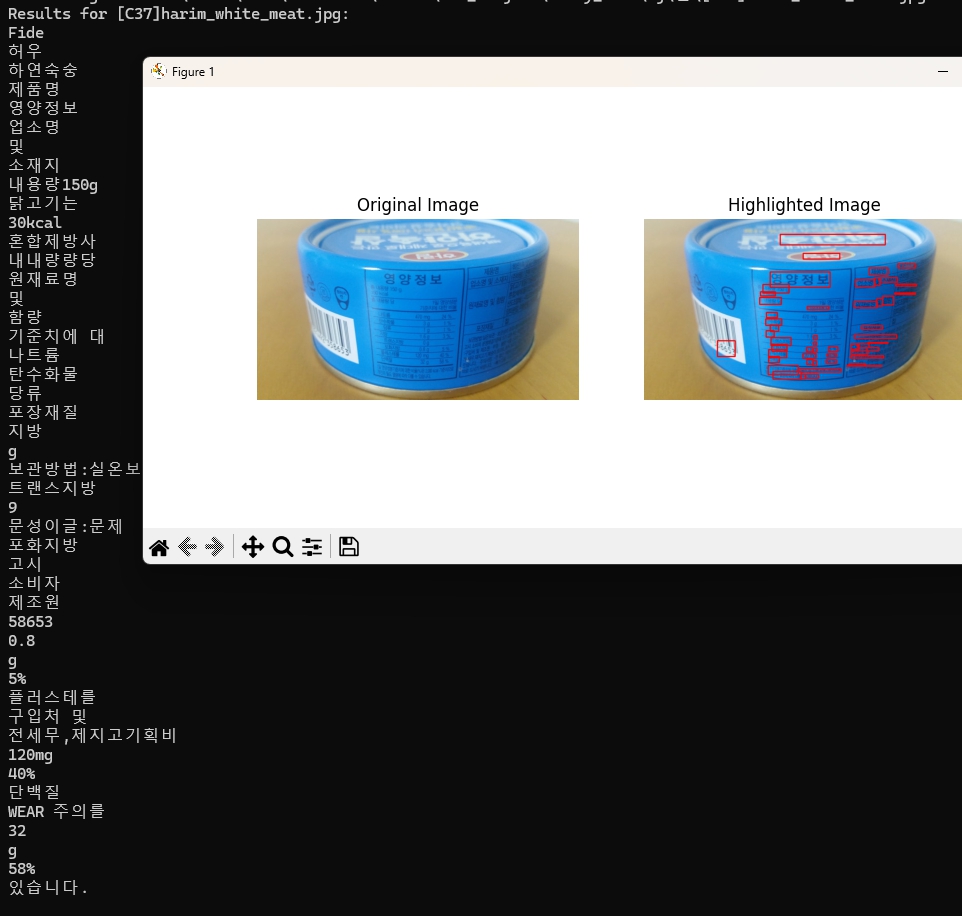 Results for [C37]harim_white_meat.jpg:
Fide
허우
하연숙숭
제품명
영양정보
업소명
및
소재지
내용량150g
닭고기는
30kcal
혼합제방사
내내량량당
원재료명
및
함량
기준치에 대
나트륨
탄수화물
당류
포장재질
지방
g
보관방법:실온보
트랜스지방
9
문성이글:문제
포화지방
고시
소비자
제조원
58653
0.8
g
5%
플러스테를
구입처 및
전세무,제지고기획비
120mg
40%
단백질
WEAR 주의를
32
g
58%
있습니다.
Figure 1
Original Image
Highlighted Image
영양정보
영양정보